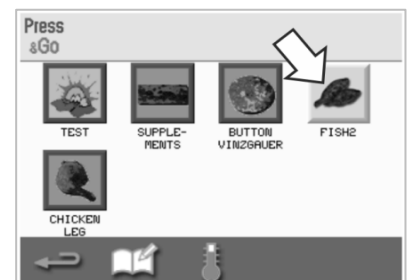 Press
&Go
TEST
SUPPLE-
MENTS
BUTTON
VINZGAUER
FISH2
CHICKEN
LEG